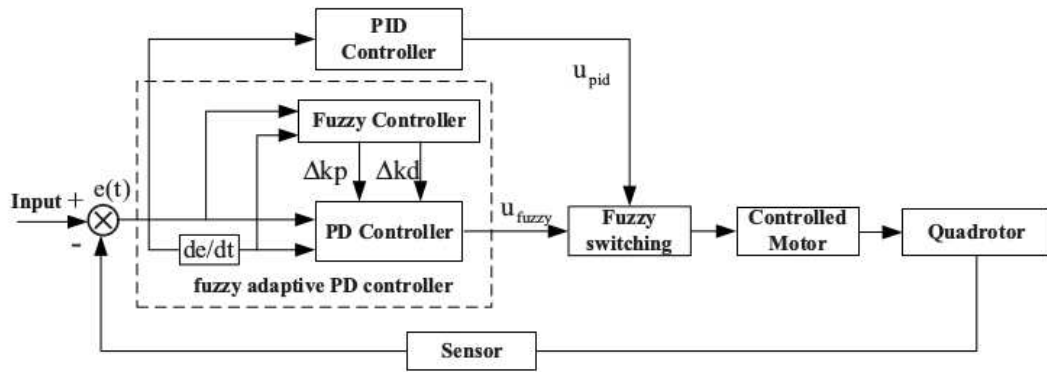 PID
Controller
u_pid
Fuzzy Controller
Δkp
Δkd
Input
+
e(t)
-
PD Controller
u_fuzzy
Fuzzy
switching
Controlled
Motor
Quadrotor
de/dt
fuzzy adaptive PD controller
Sensor